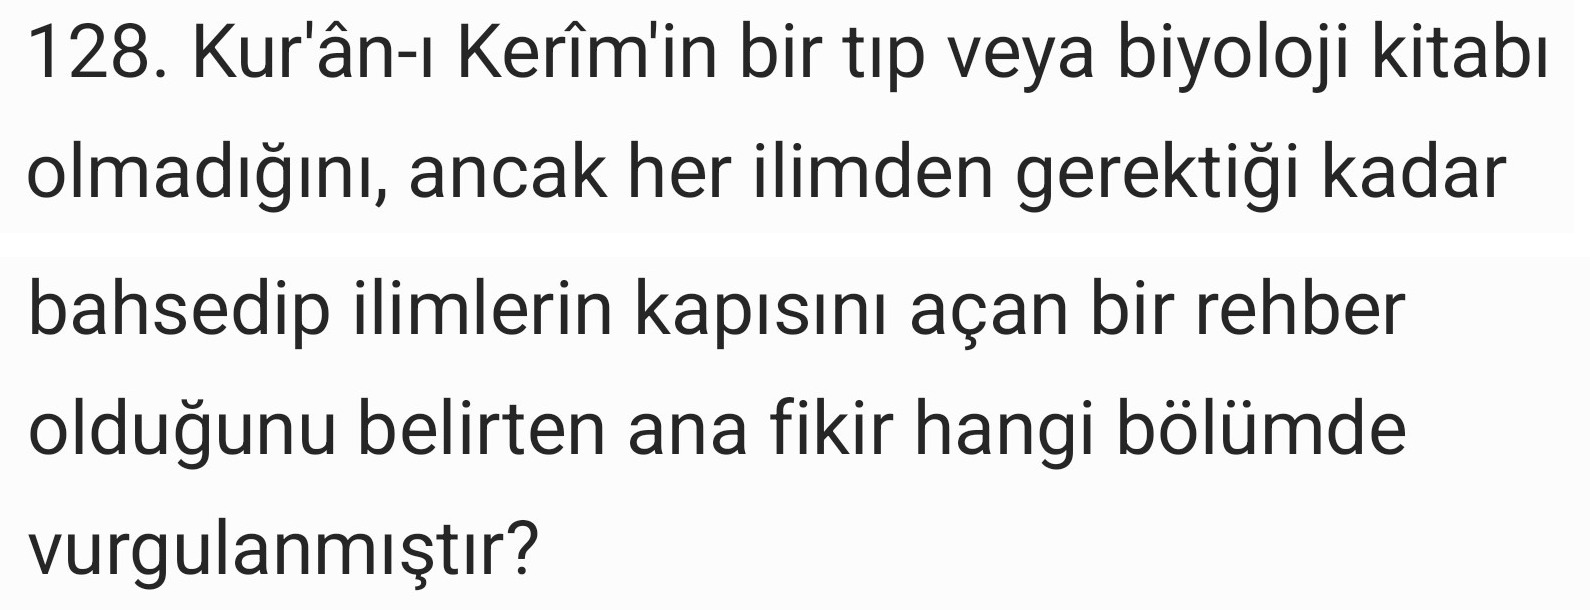 128. Kur'ân-ı Kerîm'in bir tıp veya biyoloji kitabı
olmadığını, ancak her ilimden gerektiği kadar
bahsedip ilimlerin kapısını açan bir rehber
olduğunu belirten ana fikir hangi bölümde
vurgulanmıştır?